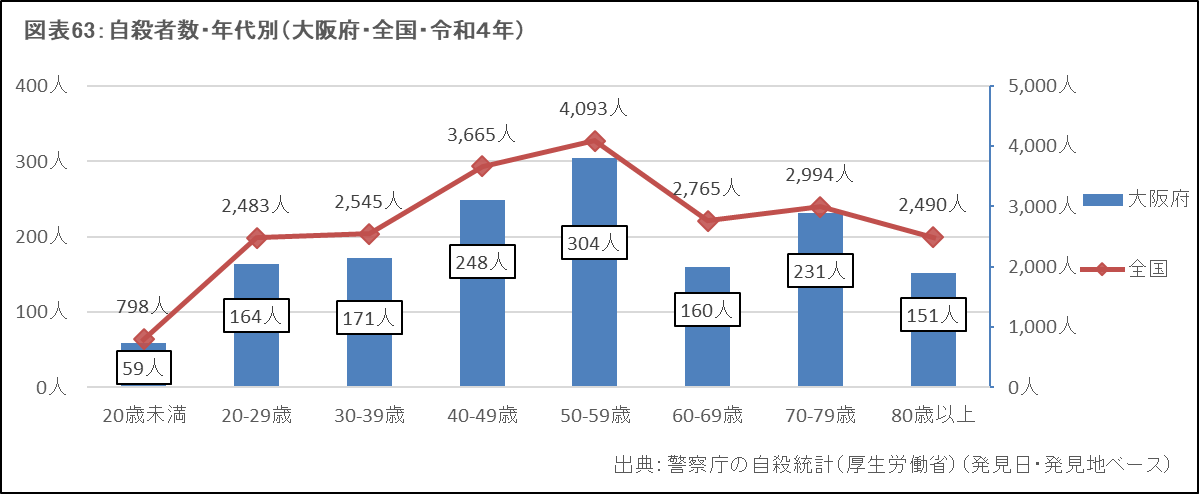 図表63：自殺者数・年代別（大阪府・全国・令和４年）
400人
300人
200人
100人
0人
5,000人
4,000人
3,000人
2,000人
1,000人
0人
798人
2,483人
2,545人
3,665人
4,093人
2,765人
2,994人
2,490人
59人
164人
171人
248人
304人
160人
231人
151人
20歳未満
20-29歳
30-39歳
40-49歳
50-59歳
60-69歳
70-79歳
80歳以上
大阪府
全国
出典：警察庁の自殺統計（厚生労働省）（発見日・発見地ベース）